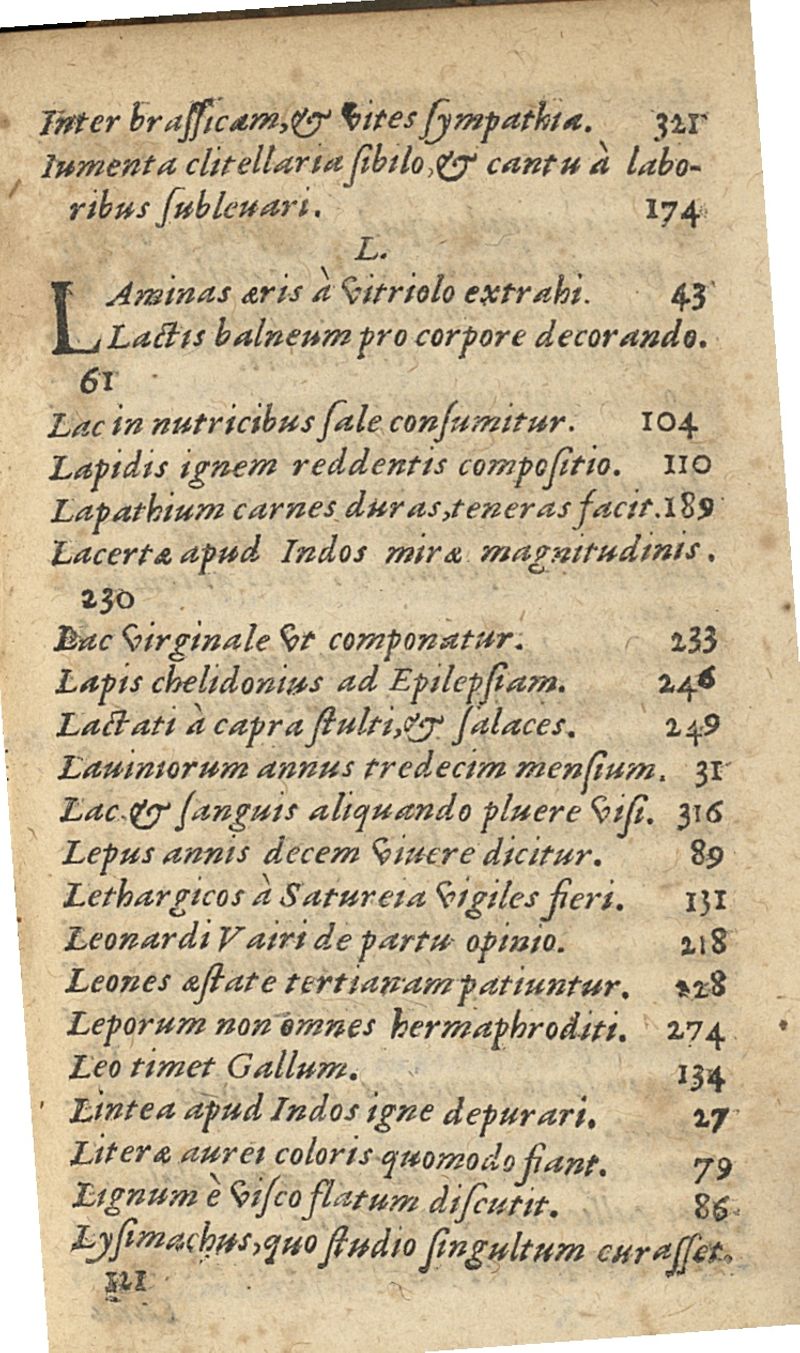 Inter braſſicam,& vites ſympathia. 321
Iumenta clitellaria ſibilo,& cantu à labo-
ribus ſubleuari. 174
L.
LAminas æris à vitriolo extrahi. 43
Lactis balneum pro corpore decorando.
61
Lac in nutricibus ſale conſumitur. 104
Lapidis ignem reddentis compoſitio. 110
Lapathium carnes duras,teneras facit.189
Lacertæ apud Indos miræ magnitudinis.
230
Lac virginale vt componatur. 233
Lapis chelidonius ad Epilepſiam. 246
Lactati à capra ſtulti,& ſalaces. 249
Lauiniorum annus tredecim menſium. 31
Lac & ſanguis aliquando pluere viſi. 316
Lepus annis decem viuere dicitur. 89
Lethargicos à Satureia vigiles fieri. 131
Leonardi Vairi de partu opinio. 218
Leones æſtate tertianam patiuntur. 228
Leporum non omnes hermaphroditi. 274
Leo timet Gallum. 134
Lintea apud Indos igne depurari. 27
Literæ aurei coloris quomodo fiant. 79
Lignum è viſco flatum diſcutit. 86
Lyſimachus,quo ſtudio ſingultum curaſſet.
121